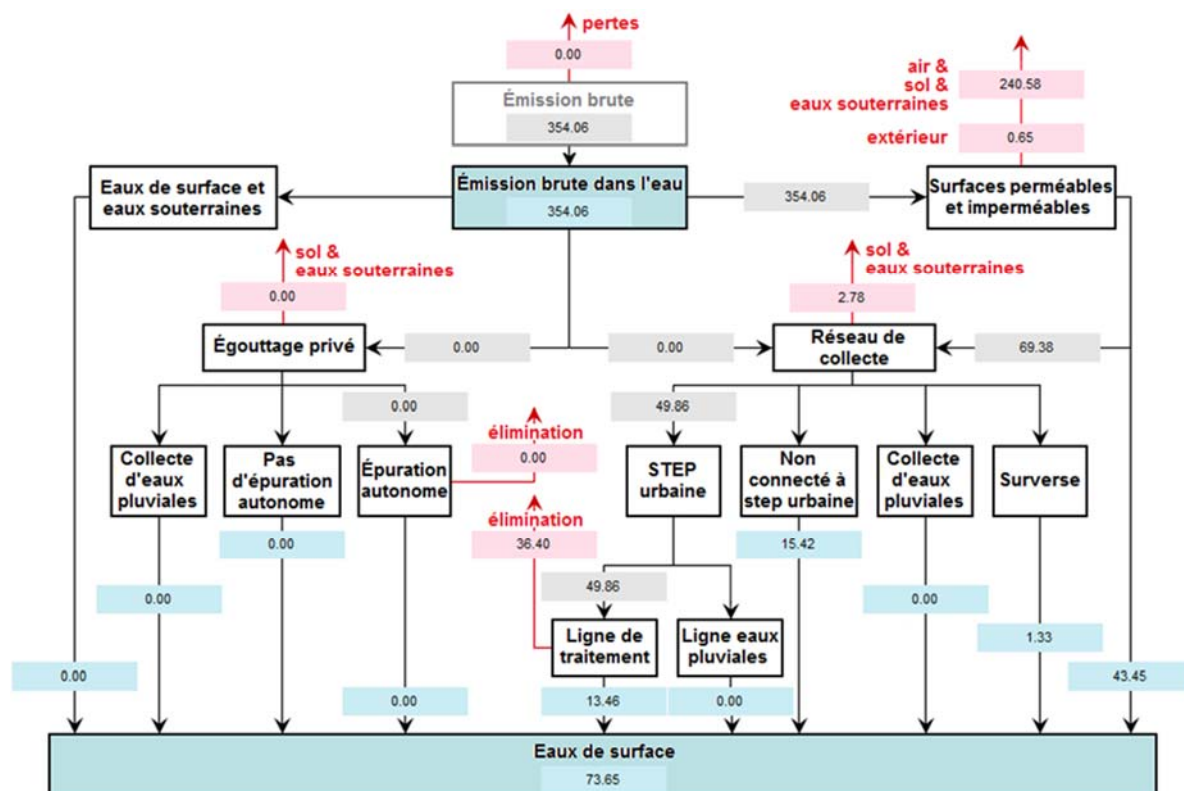 pertes
0.00
air &
sol &
eaux souterraines
240.58
Émission brute
354.06
extérieur
0.65
Eaux de surface et
eaux souterraines
Émission brute dans l'eau
354.06
354.06
Surfaces perméables
et imperméables
sol &
eaux souterraines
0.00
sol &
eaux souterraines
2.78
Égouttage privé
0.00
0.00
Réseau de
collecte
69.38
0.00
49.86
Collecte
d'eaux
pluviales
Pas
d'épuration
autonome
Épuration
autonome
élimination
0.00
STEP
urbaine
Non
connecté à
step urbaine
Collecte
d'eaux
pluviales
Surverse
élimination
36.40
0.00
15.42
0.00
49.86
0.00
Ligne de
traitement
Ligne eaux
pluviales
1.33
0.00
0.00
13.46
0.00
43.45
Eaux de surface
73.65